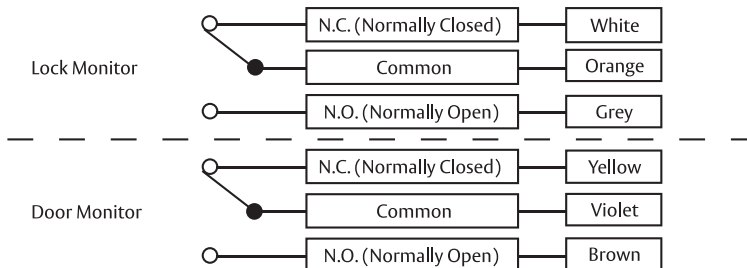 N.C. (Normally Closed) White
Lock Monitor Common Orange
N.O. (Normally Open) Grey
N.C. (Normally Closed) Yellow
Door Monitor Common Violet
N.O. (Normally Open) Brown